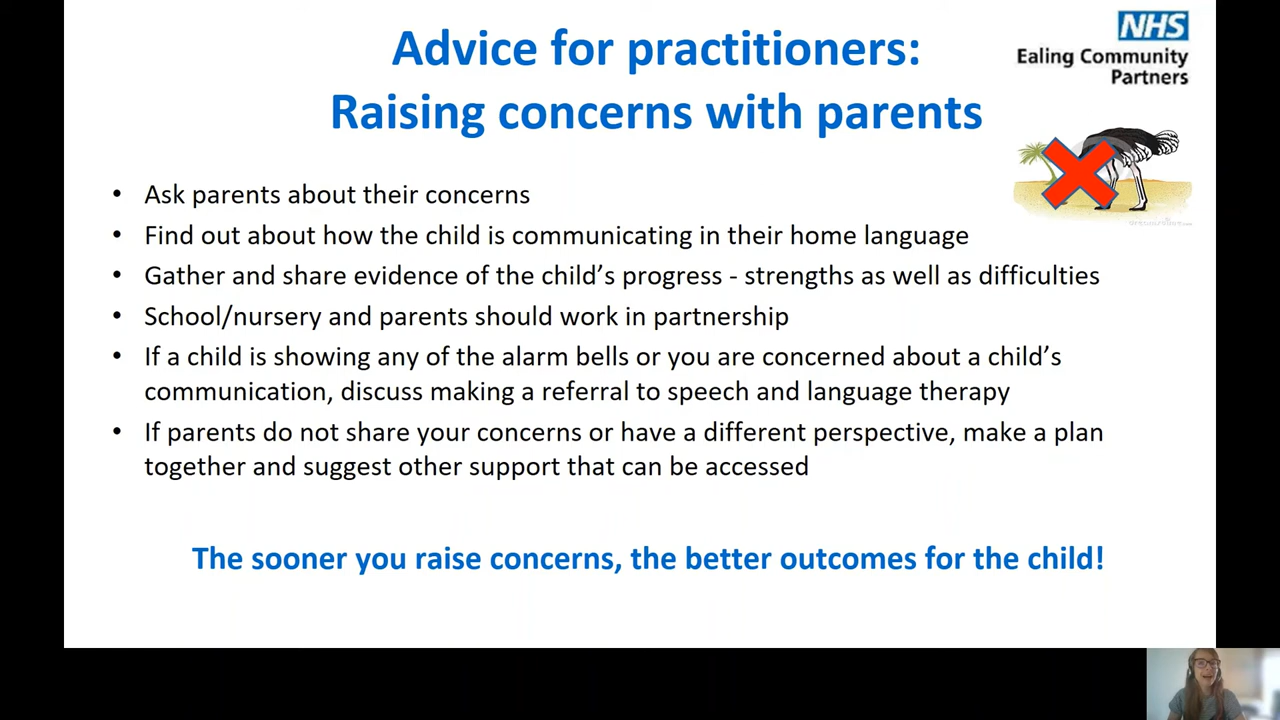 Advice for practitioners:
Raising concerns with parents
NHS
Ealing Community
Partners
• Ask parents about their concerns
• Find out about how the child is communicating in their home language
• Gather and share evidence of the child’s progress - strengths as well as difficulties
• School/nursery and parents should work in partnership
• If a child is showing any of the alarm bells or you are concerned about a child’s
communication, discuss making a referral to speech and language therapy
• If parents do not share your concerns or have a different perspective, make a plan
together and suggest other support that can be accessed
The sooner you raise concerns, the better outcomes for the child!